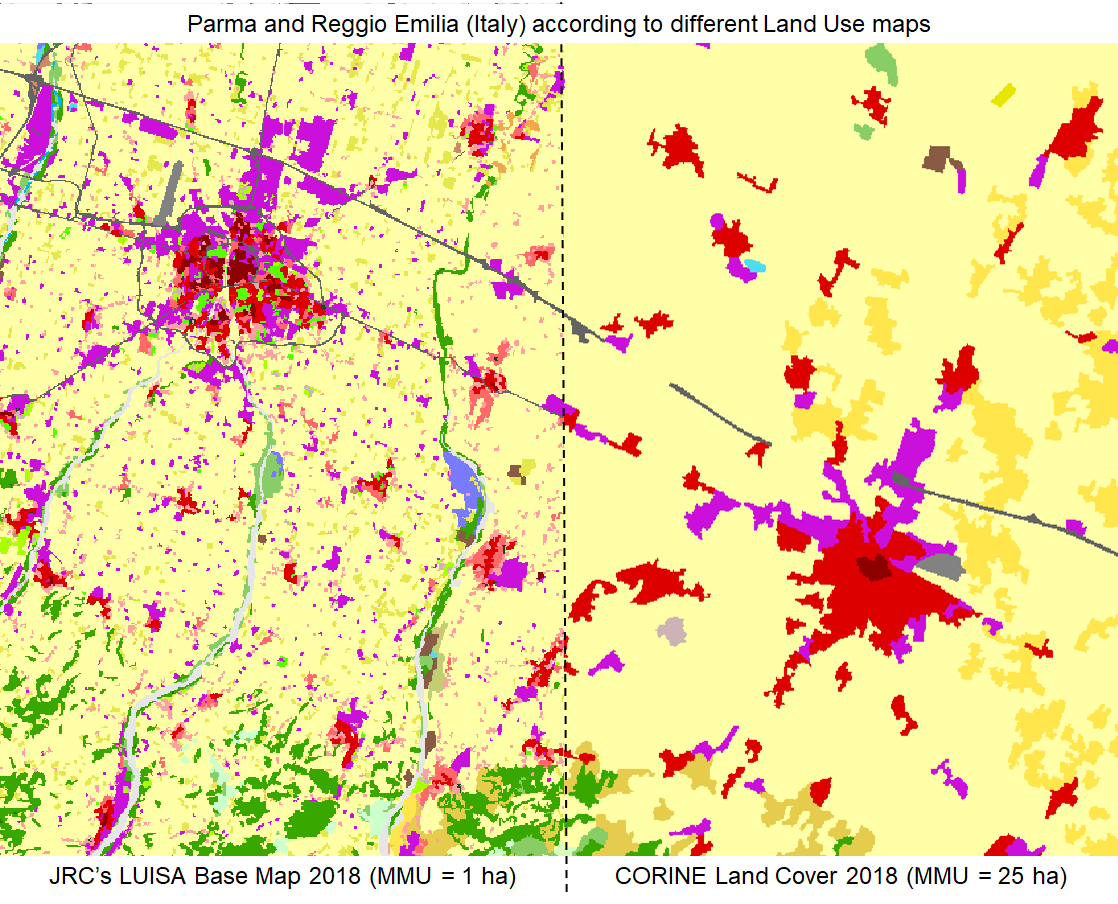 Parma and Reggio Emilia (Italy) according to different Land Use maps
JRC’s LUISA Base Map 2018 (MMU = 1 ha)
CORINE Land Cover 2018 (MMU = 25 ha)